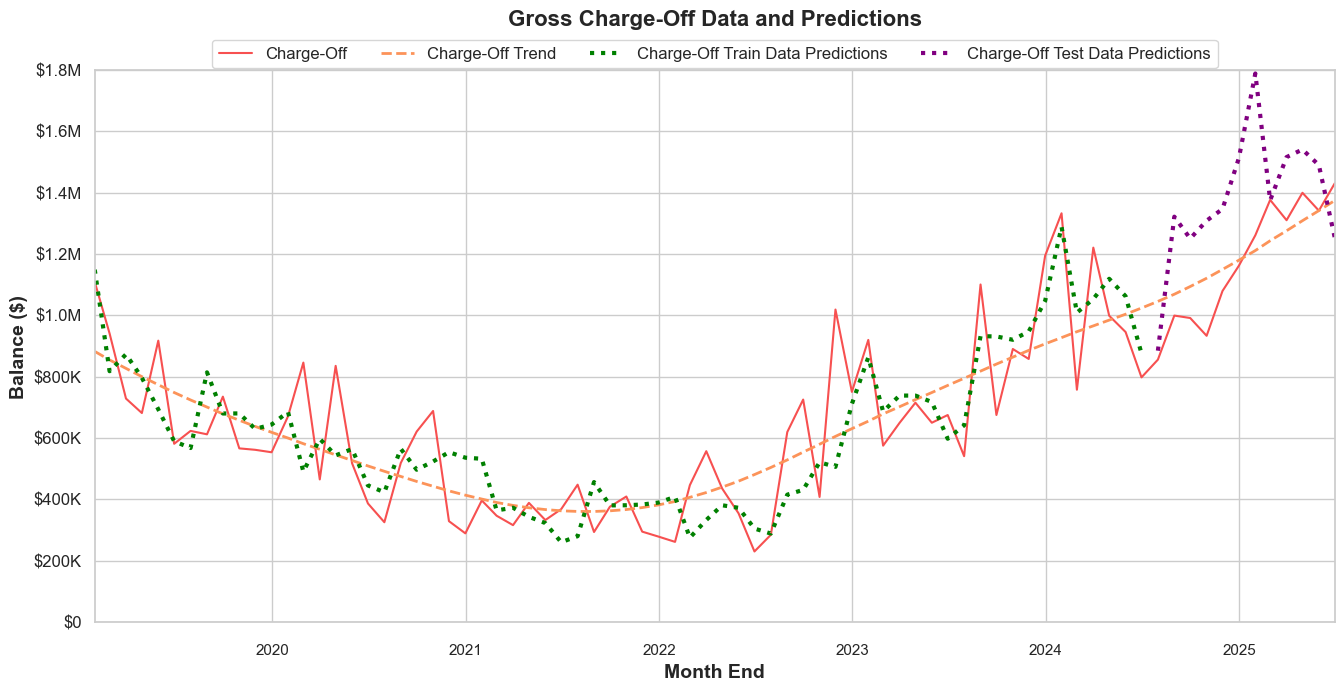 Gross Charge-Off Data and Predictions
Charge-Off Charge-Off Trend Charge-Off Train Data Predictions Charge-Off Test Data Predictions
$1.8M
$1.6M
$1.4M
$1.2M
$1.0M
$800K
$600K
$400K
$200K
$0
Balance ($)
2020 2021 2022 2023 2024 2025
Month End